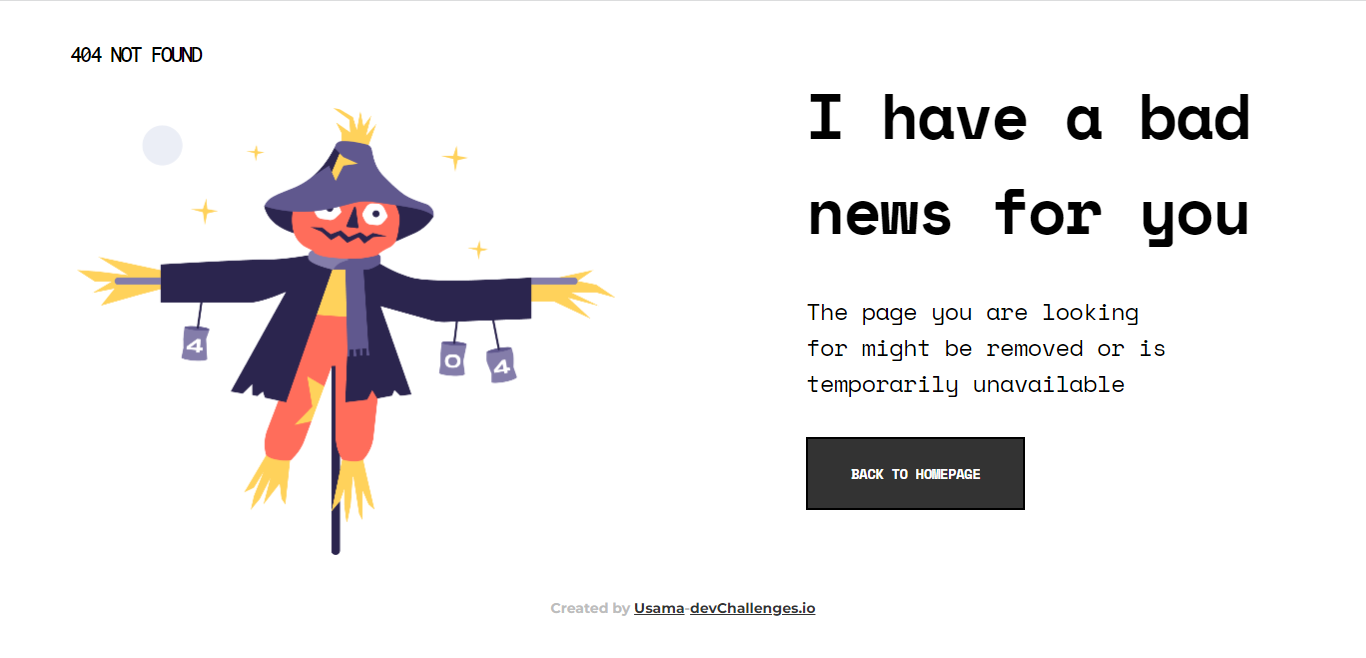 404 NOT FOUND
I have a bad
news for you
4
0
4
The page you are looking
for might be removed or is
temporarily unavailable
BACK TO HOMEPAGE
Created by Usama-devChallenges.io